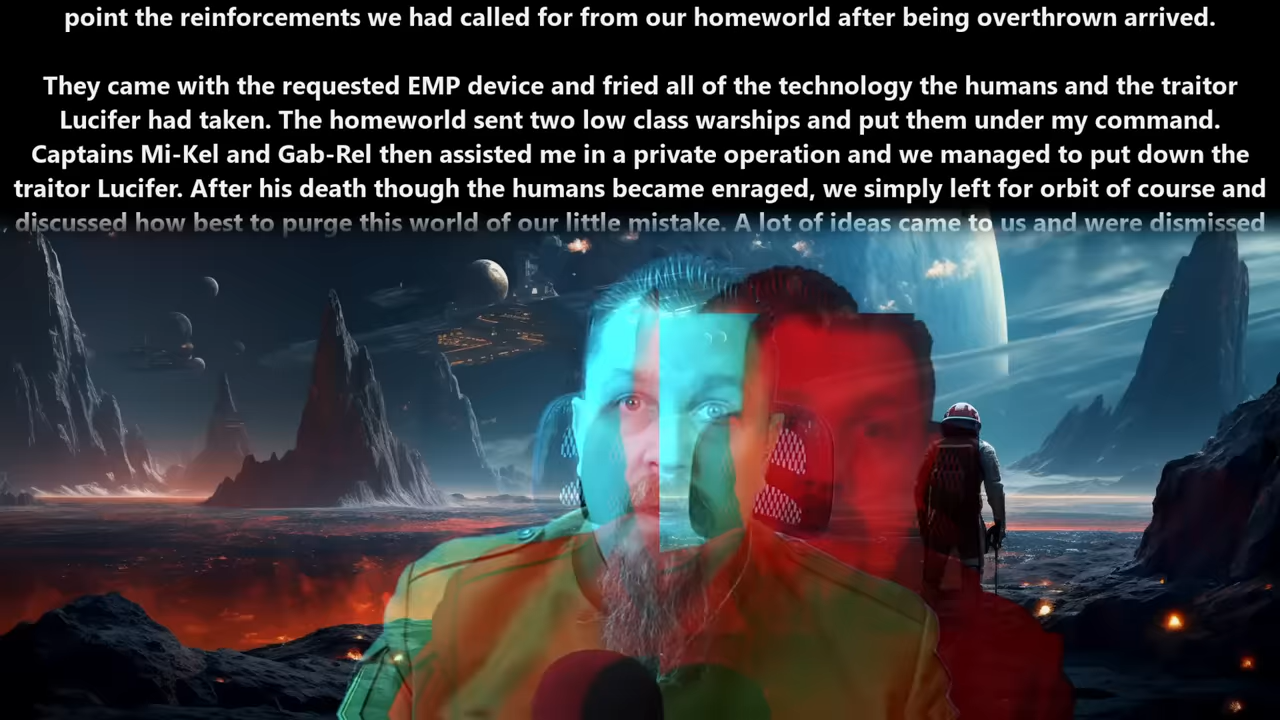 point the reinforcements we had called for from our homeworld after being overthrown arrived.
They came with the requested EMP device and fried all of the technology the humans and the traitor
Lucifer had taken. The homeworld sent two low class warships and put them under my command.
Captains Mi-Kel and Gab-Rel then assisted me in a private operation and we managed to put down the
traitor Lucifer. After his death though the humans became enraged, we simply left for orbit of course and
discussed how best to purge this world of our little mistake. A lot of ideas came to us and were dismissed